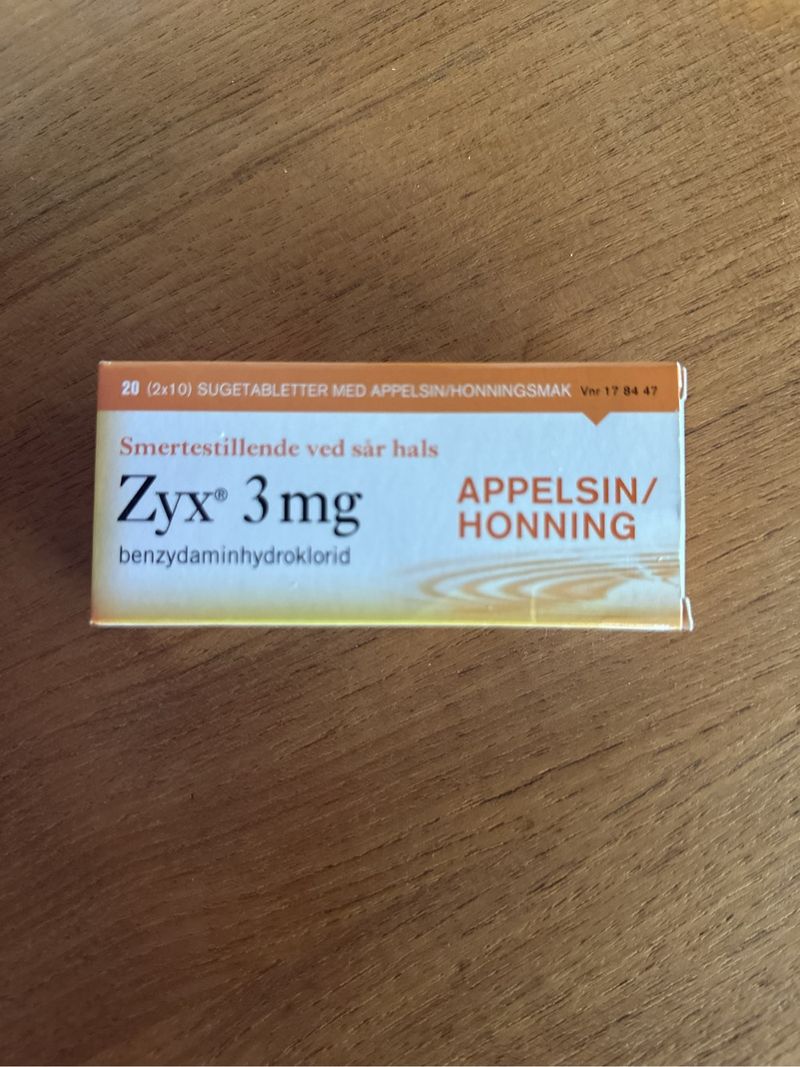 20 (2x10) SUGETABLETTER MED APPELSIN/HONNINGSMAK Vnr 17 84 47
Smertestillende ved sår hals
Zyx® 3 mg
benzydaminhydroklorid
APPELSIN/
HONNING